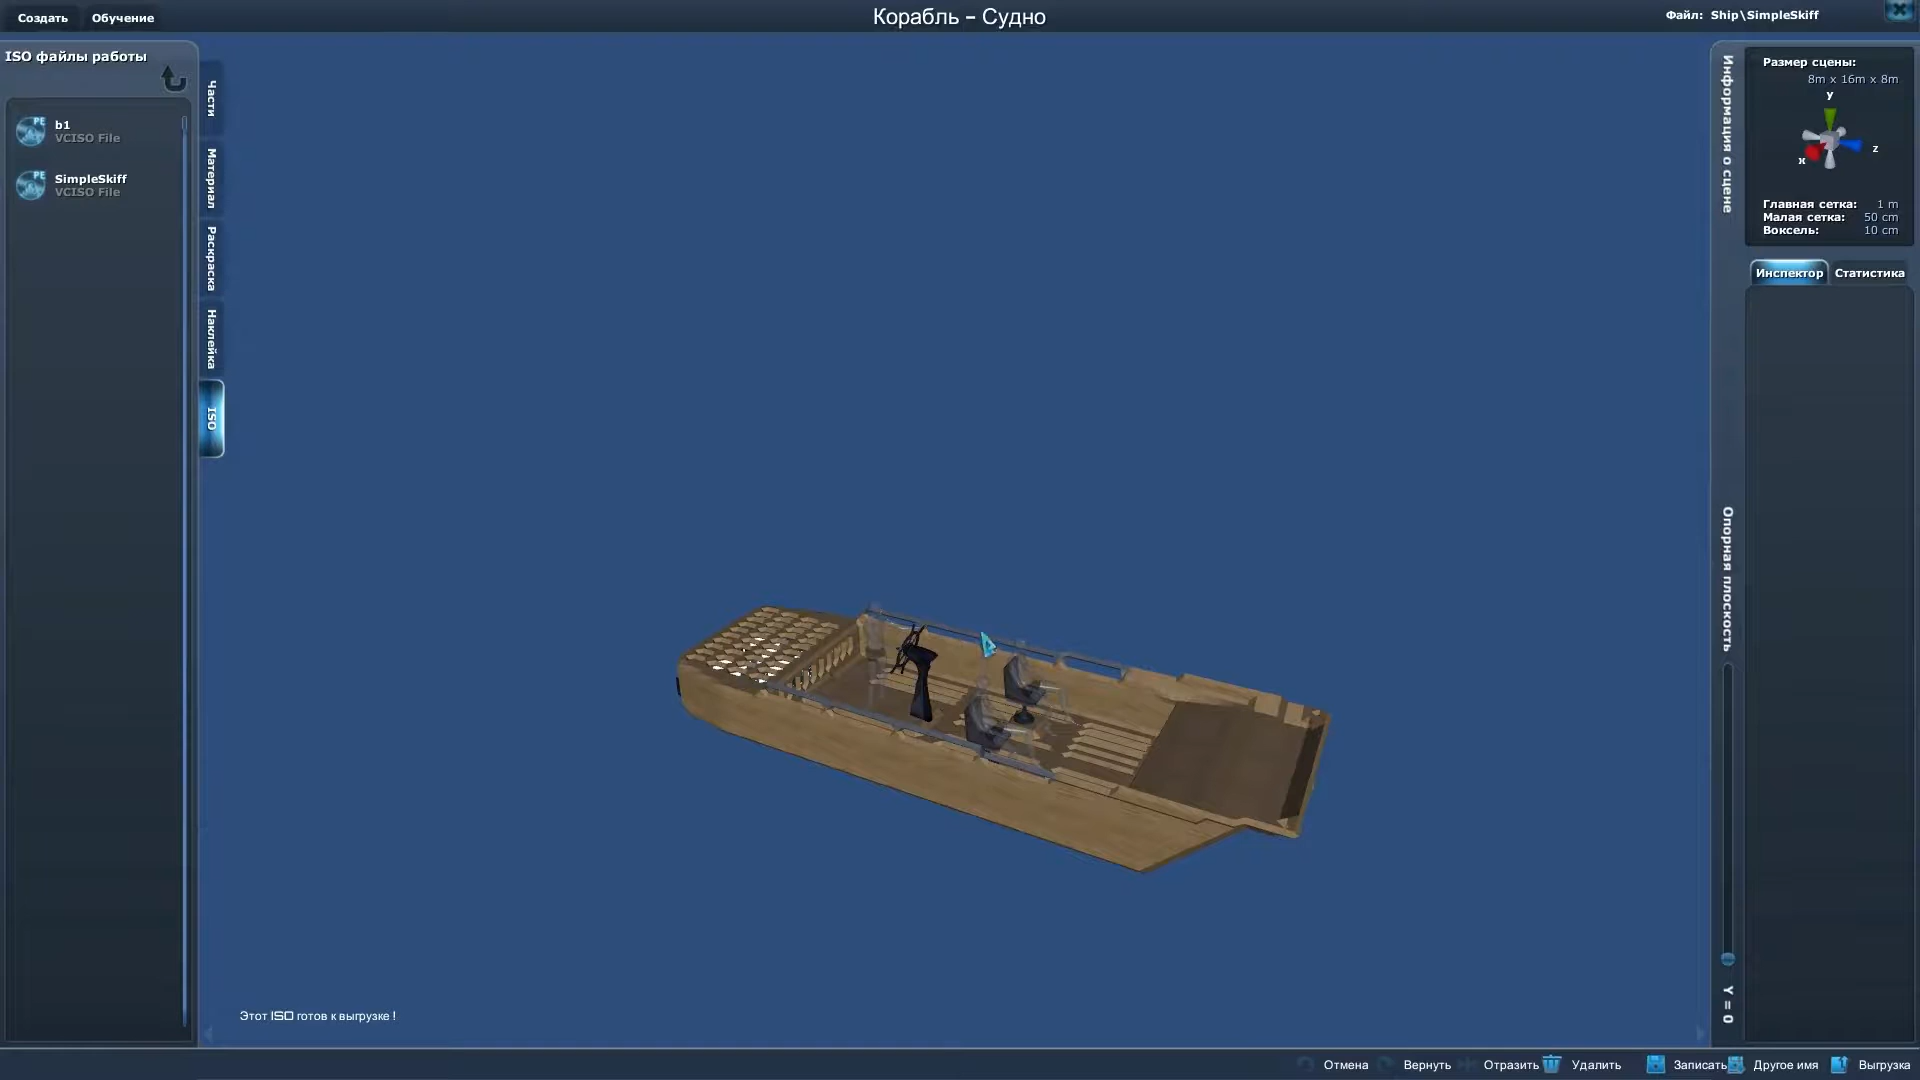 Создать
Обучение
Корабль - Судно
Файл: Ship\SimpleSkiff
ISO файлы работы
b1
VCISO File
SimpleSkiff
VCISO File
Части
Материал
Раскраска
Наклейка
ISO
Информация о сцене
Размер сцены:
8m x 16m x 8m
y
z
x
Главная сетка: 1 m
Малая сетка: 50 cm
Воксель: 10 cm
Инспектор
Статистика
Опорная плоскость
Y = 0
Этот ISO готов к выгрузке !
Отмена
Вернуть
Отразить
Удалить
Записать
Другое имя
Выгрузка